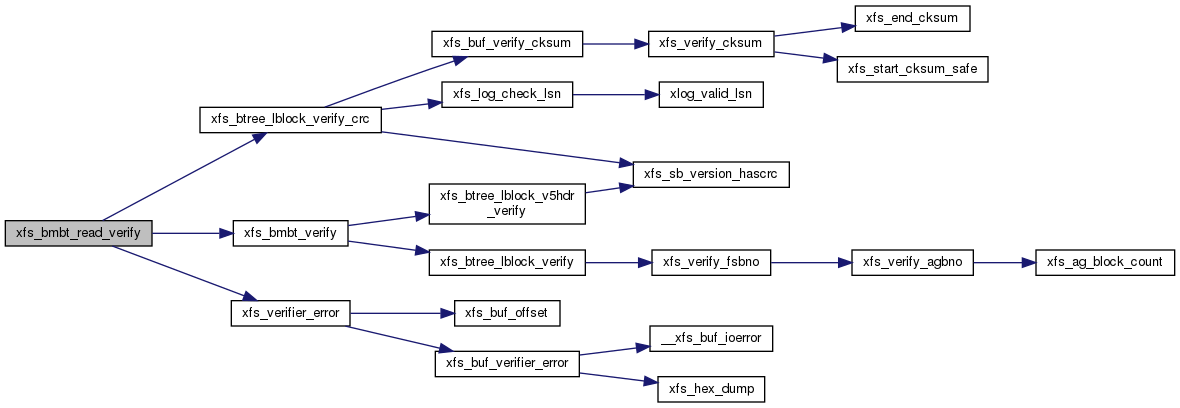 xfs_end_cksum
xfs_buf_verify_cksum
xfs_verify_cksum
xfs_start_cksum_safe
xfs_log_check_lsn
xlog_valid_lsn
xfs_btree_lblock_verify_crc
xfs_sb_version_hascrc
xfs_btree_lblock_v5hdr
_verify
xfs_bmbt_read_verify
xfs_bmbt_verify
xfs_btree_lblock_verify
xfs_verify_fsbno
xfs_verify_agbno
xfs_ag_block_count
xfs_verifier_error
xfs_buf_offset
__xfs_buf_ioerror
xfs_buf_verifier_error
xfs_hex_dump